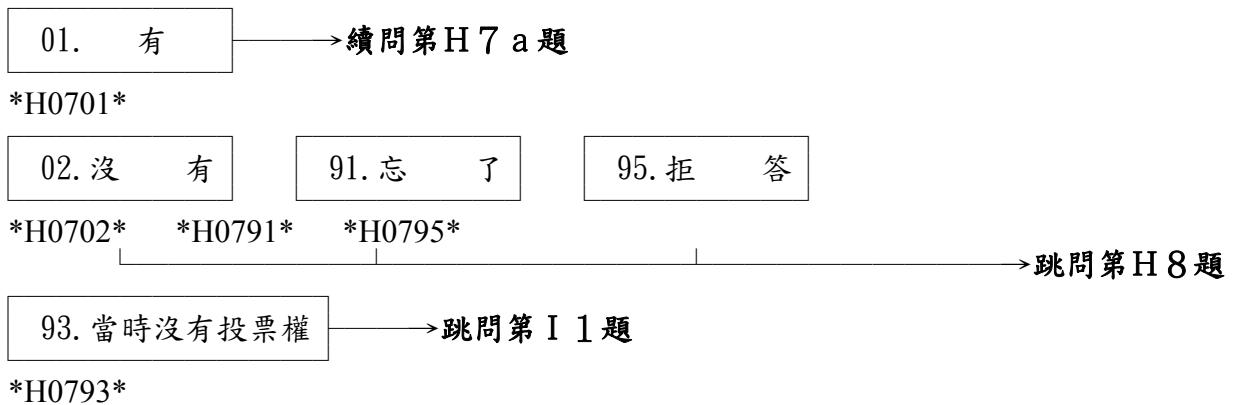 01. 有 →續問第Ｈ７ａ題
*H0701*
02.沒 有 91.忘 了 95.拒 答
*H0702* *H0791* *H0795*
→跳問第Ｈ８題
93.當時沒有投票權 →跳問第Ｉ１題
*H0793*